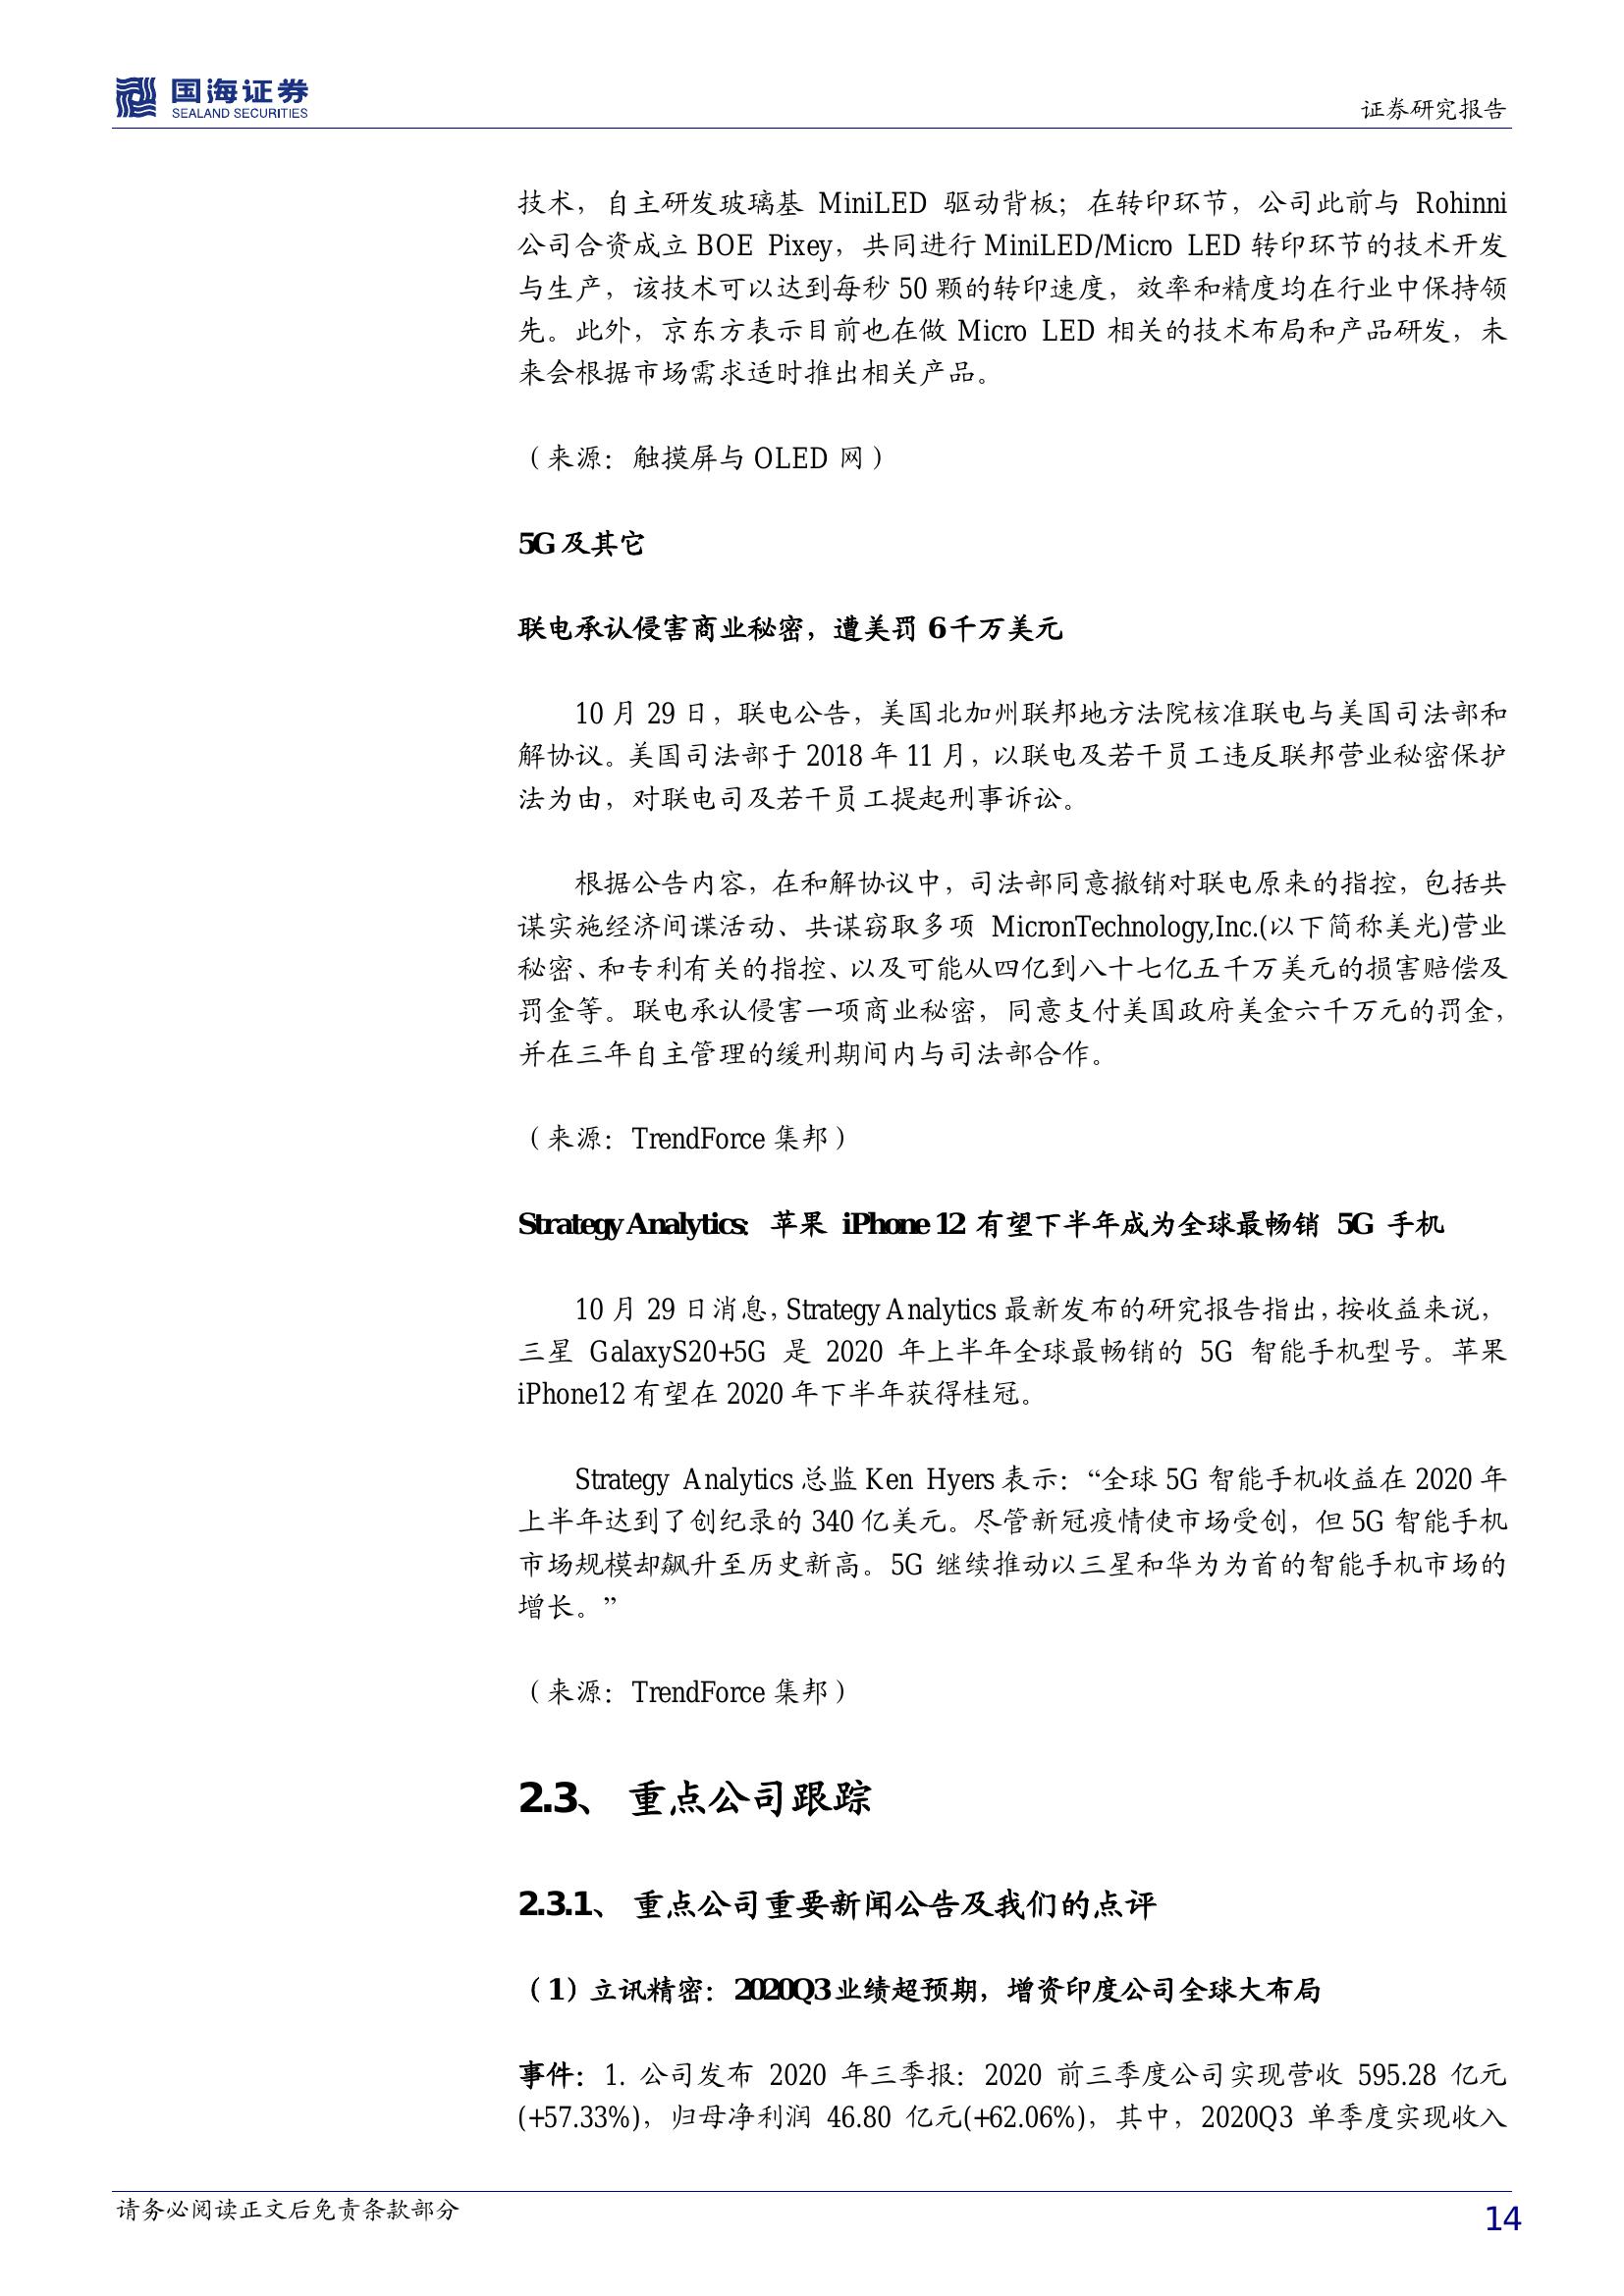 国海证券
SEALAND SECURITIES
证券研究报告
技术，自主研发玻璃基 MiniLED 驱动背板；在转印环节，公司此前与 Rohinni
公司合资成立 BOE Pixey，共同进行 MiniLED/Micro LED 转印环节的技术开发
与生产，该技术可以达到每秒 50 颗的转印速度，效率和精度均在行业中保持领
先。此外，京东方表示目前也在做 Micro LED 相关的技术布局和产品研发，未
来会根据市场需求适时推出相关产品。
（来源：触摸屏与 OLED 网）
5G 及其它
联电承认侵害商业秘密，遭美罚 6 千万美元
10 月 29 日，联电公告，美国北加州联邦地方法院核准联电与美国司法部和
解协议。美国司法部于 2018 年 11 月，以联电及若干员工违反联邦营业秘密保护
法为由，对联电司及若干员工提起刑事诉讼。
根据公告内容，在和解协议中，司法部同意撤销对联电原来的指控，包括共
谋实施经济间谍活动、共谋窃取多项 MicronTechnology,Inc.(以下简称美光)营业
秘密、和专利有关的指控、以及可能从四亿到八十七亿五千万美元的损害赔偿及
罚金等。联电承认侵害一项商业秘密，同意支付美国政府美金六千万元的罚金，
并在三年自主管理的缓刑期间内与司法部合作。
（来源：TrendForce 集邦）
Strategy Analytics：苹果 iPhone 12 有望下半年成为全球最畅销 5G 手机
10 月 29 日消息，Strategy Analytics 最新发布的研究报告指出，按收益来说，
三星 GalaxyS20+5G 是 2020 年上半年全球最畅销的 5G 智能手机型号。苹果
iPhone12 有望在 2020 年下半年获得桂冠。
Strategy Analytics 总监 Ken Hyers 表示：“全球 5G 智能手机收益在 2020 年
上半年达到了创纪录的 340 亿美元。尽管新冠疫情使市场受创，但 5G 智能手机
市场规模却飙升至历史新高。5G 继续推动以三星和华为为首的智能手机市场的
增长。”
（来源：TrendForce 集邦）
2.3、 重点公司跟踪
2.3.1、 重点公司重要新闻公告及我们的点评
（1）立讯精密：2020Q3 业绩超预期，增资印度公司全球大布局
事件：1. 公司发布 2020 年三季报：2020 前三季度公司实现营收 595.28 亿元
(+57.33%)，归母净利润 46.80 亿元(+62.06%)，其中，2020Q3 单季度实现收入
请务必阅读正文后免责条款部分
14